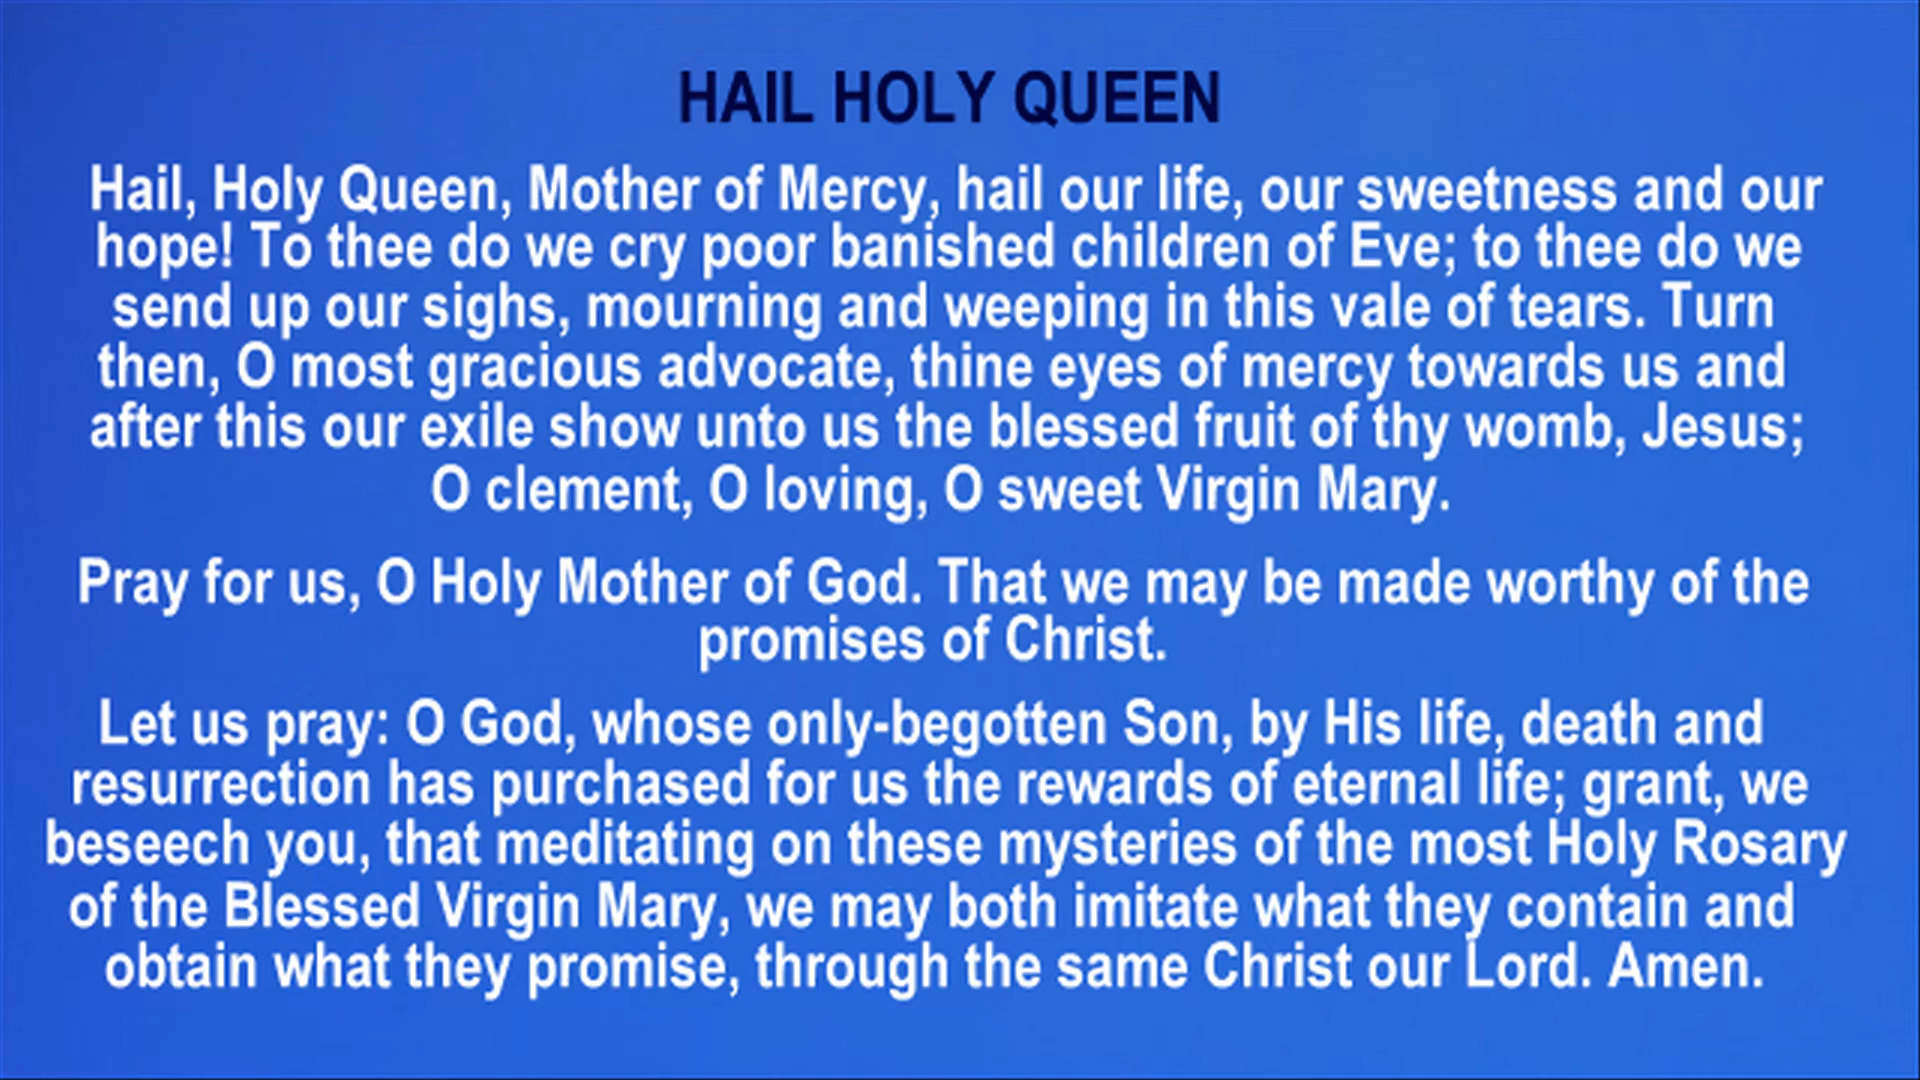 HAIL HOLY QUEEN
Hail, Holy Queen, Mother of Mercy, hail our life, our sweetness and our
hope! To thee do we cry poor banished children of Eve; to thee do we
send up our sighs, mourning and weeping in this vale of tears. Turn
then, O most gracious advocate, thine eyes of mercy towards us and
after this our exile show unto us the blessed fruit of thy womb, Jesus;
O clement, O loving, O sweet Virgin Mary.
Pray for us, O Holy Mother of God. That we may be made worthy of the
promises of Christ.
Let us pray: O God, whose only-begotten Son, by His life, death and
resurrection has purchased for us the rewards of eternal life; grant, we
beseech you, that meditating on these mysteries of the most Holy Rosary
of the Blessed Virgin Mary, we may both imitate what they contain and
obtain what they promise, through the same Christ our Lord. Amen.